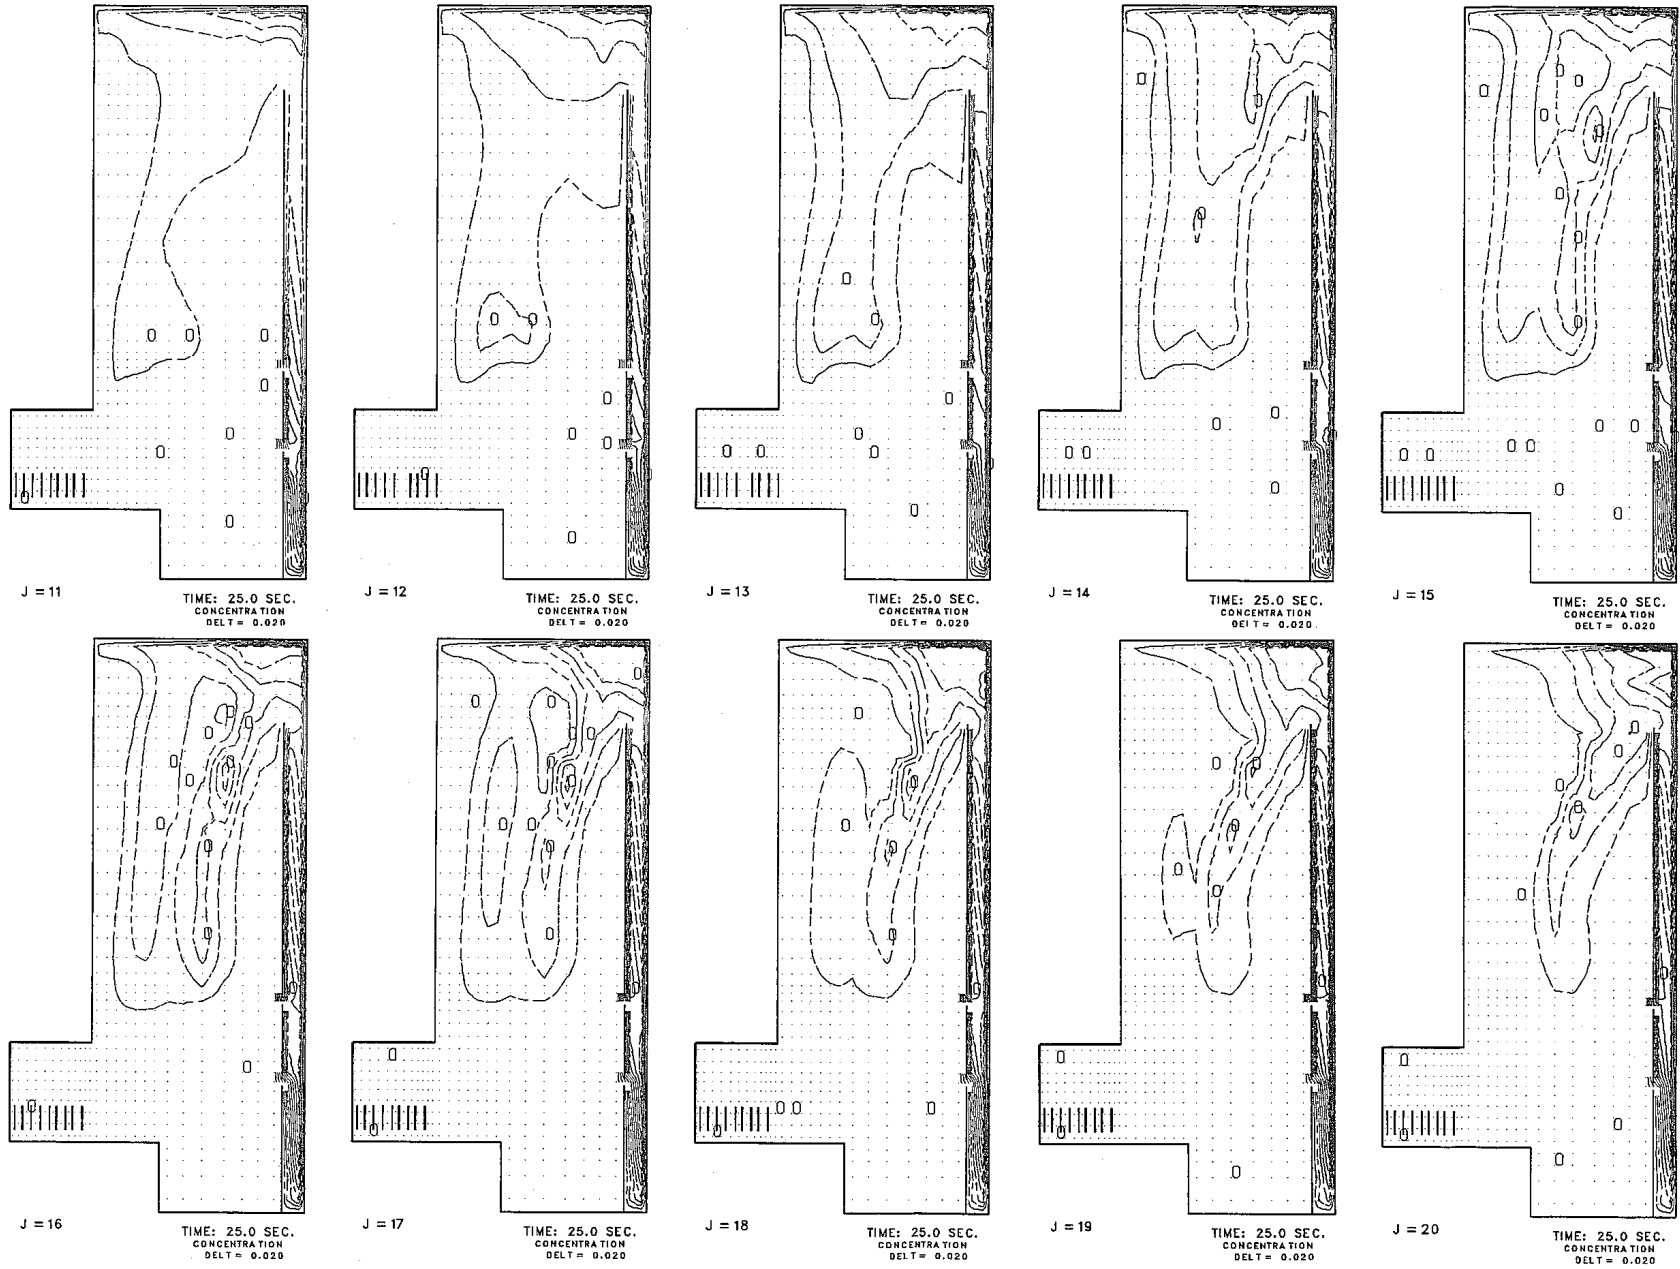 J = 11
TIME: 25.0 SEC.
CONCENTRATION
DELT = 0.020
J = 12
TIME: 25.0 SEC.
CONCENTRATION
DELT = 0.020
J = 13
TIME: 25.0 SEC.
CONCENTRATION
DELT = 0.020
J = 14
TIME: 25.0 SEC.
CONCENTRATION
DELT = 0.020
J = 15
TIME: 25.0 SEC.
CONCENTRATION
DELT = 0.020
J = 16
TIME: 25.0 SEC.
CONCENTRATION
DELT = 0.020
J = 17
TIME: 25.0 SEC.
CONCENTRATION
DELT = 0.020
J = 18
TIME: 25.0 SEC.
CONCENTRATION
DELT = 0.020
J = 19
TIME: 25.0 SEC.
CONCENTRATION
DELT = 0.020
J = 20
TIME: 25.0 SEC.
CONCENTRATION
DELT = 0.020